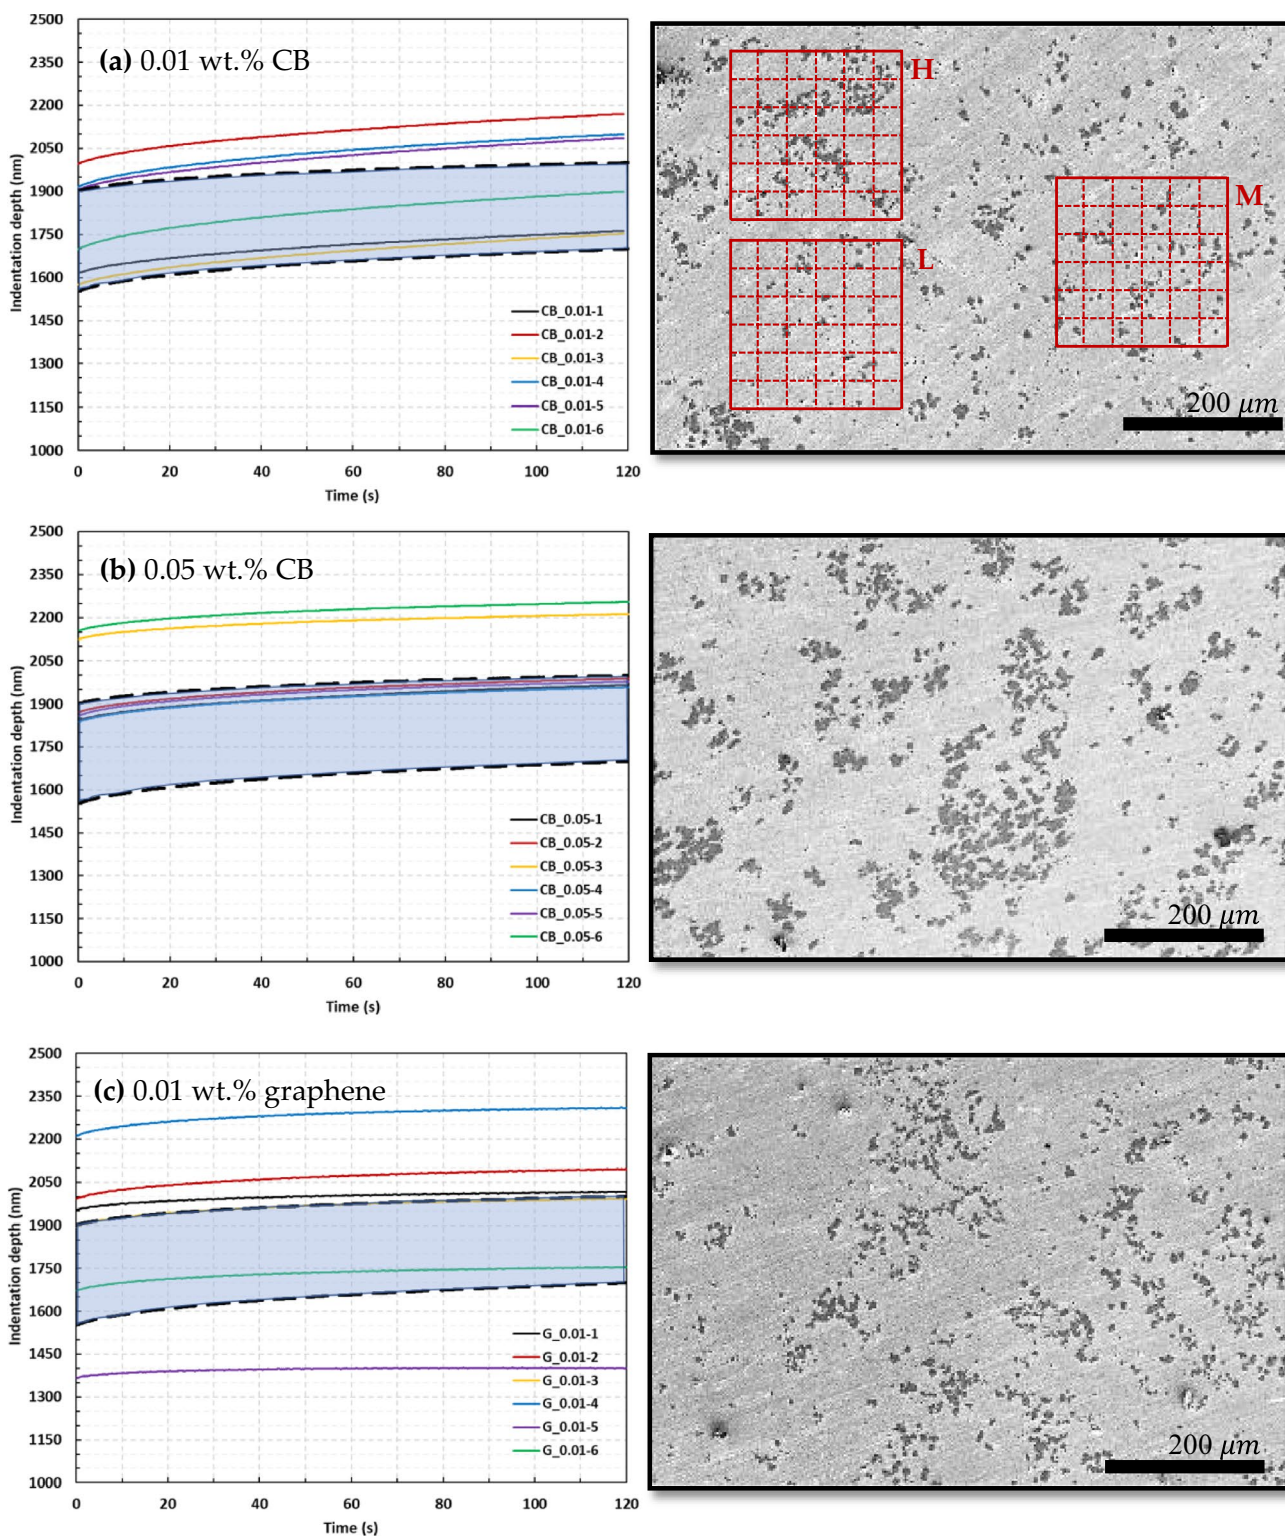 (a) 0.01 wt.% CB
Indentation depth (nm)
2500
2350
2200
2050
1900
1750
1600
1450
1300
1150
1000
0 20 40 60 80 100 120
Time (s)
CB_0.01-1
CB_0.01-2
CB_0.01-3
CB_0.01-4
CB_0.01-5
CB_0.01-6
H
L
M
200 μm
(b) 0.05 wt.% CB
Indentation depth (nm)
2500
2350
2200
2050
1900
1750
1600
1450
1300
1150
1000
0 20 40 60 80 100 120
Time (s)
CB_0.05-1
CB_0.05-2
CB_0.05-3
CB_0.05-4
CB_0.05-5
CB_0.05-6
200 μm
(c) 0.01 wt.% graphene
Indentation depth (nm)
2500
2350
2200
2050
1900
1750
1600
1450
1300
1150
1000
0 20 40 60 80 100 120
Time (s)
G_0.01-1
G_0.01-2
G_0.01-3
G_0.01-4
G_0.01-5
G_0.01-6
200 μm